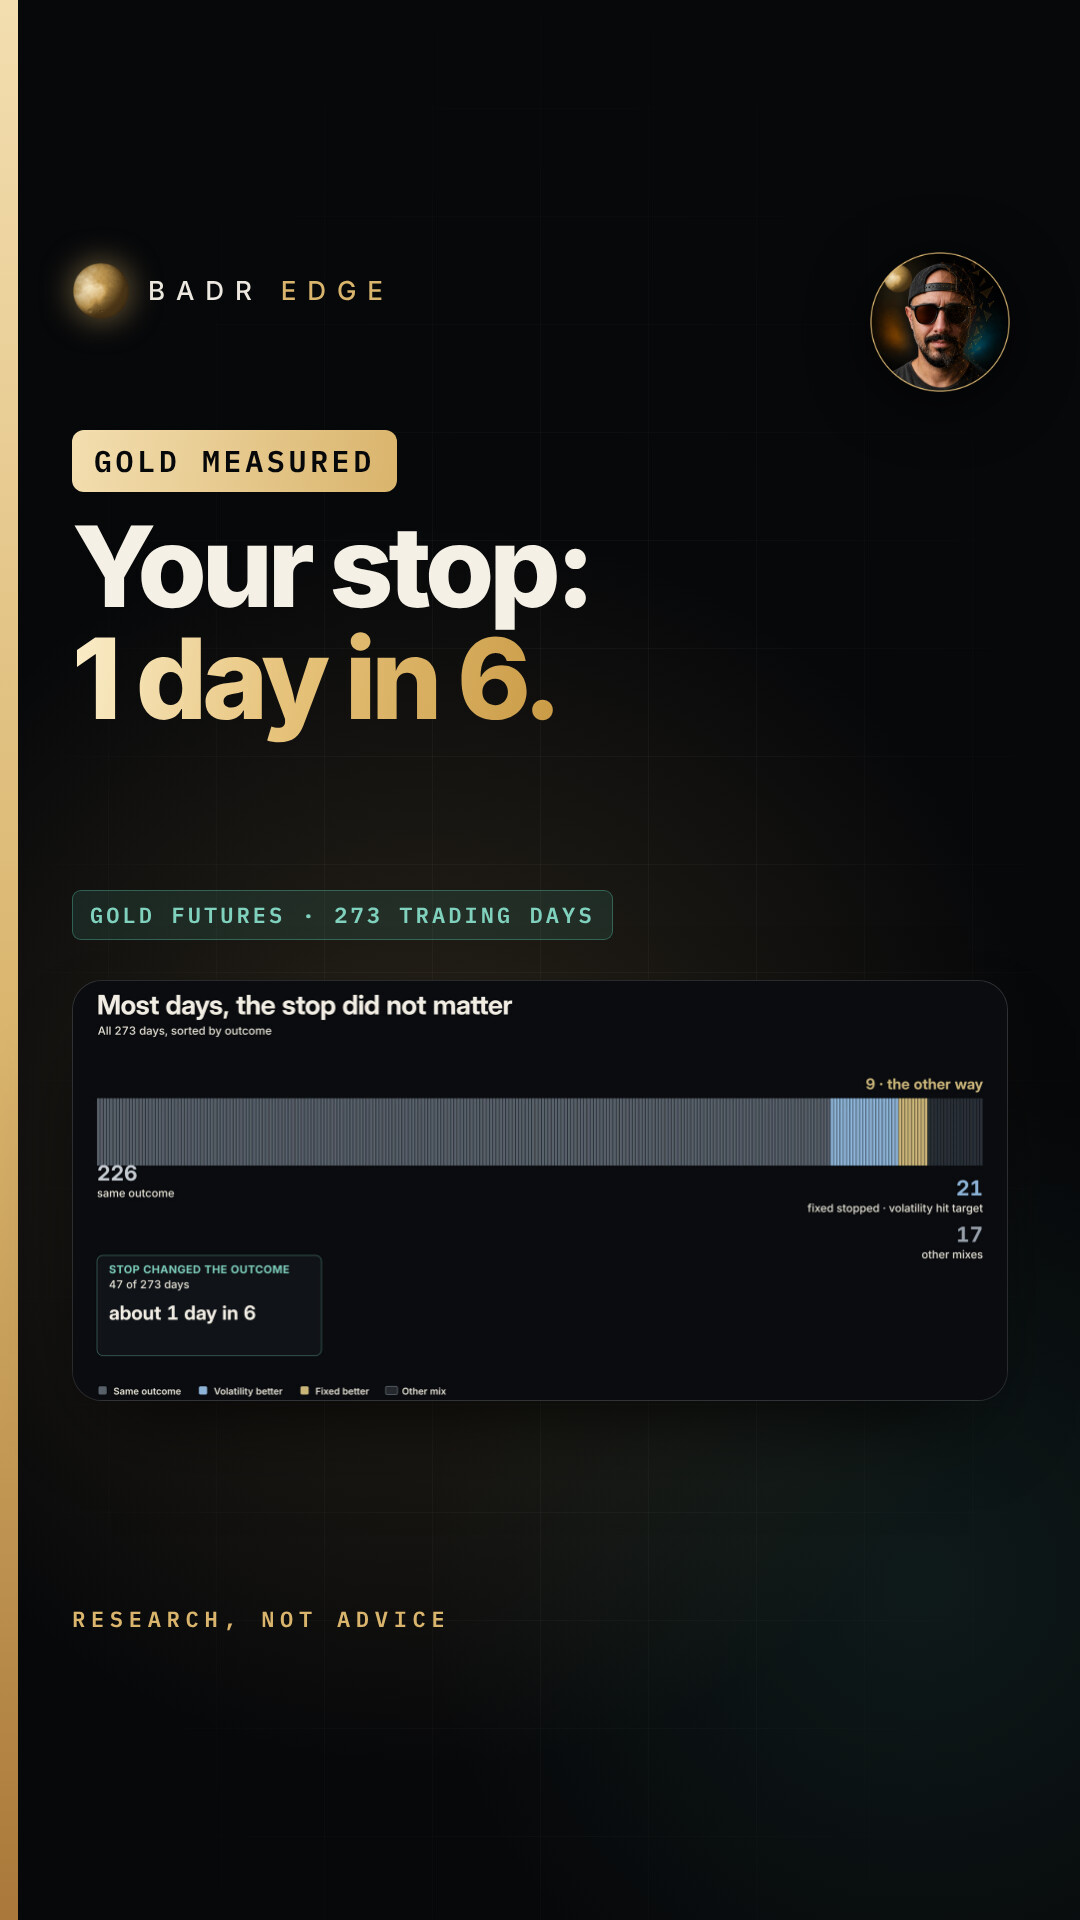 BADR EDGE
GOLD MEASURED
Your stop:
1 day in 6.
GOLD FUTURES · 273 TRADING DAYS
Most days, the stop did not matter
All 273 days, sorted by outcome
9 · the other way
226
same outcome
21
fixed stopped · volatility hit target
17
other mixes
STOP CHANGED THE OUTCOME
47 of 273 days
about 1 day in 6
Same outcome Volatility better Fixed better Other mix
RESEARCH, NOT ADVICE